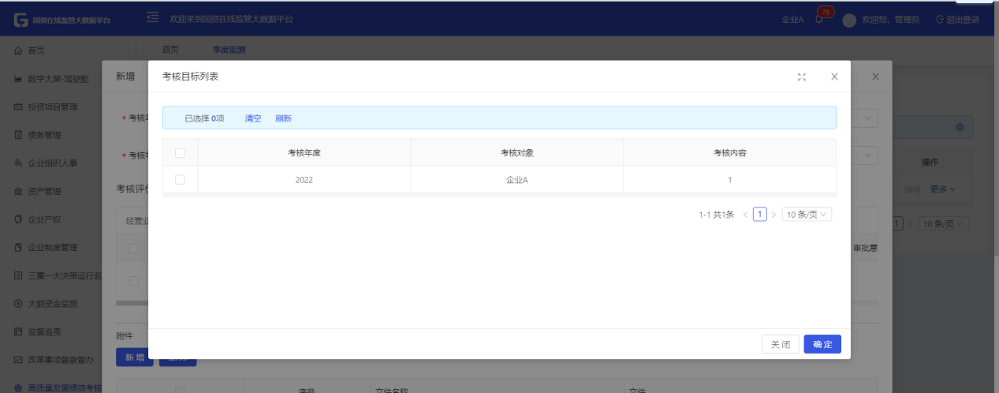 国资在线监管大数据平台
欢迎来到国资在线监管大数据平台
企业A
78
欢迎您，管理员
退出登录
首页
首页
季度监测
数字大屏-驾驶舱
投资项目管理
债务管理
企业组织人事
资产管理
企业产权
企业制度管理
三重一大决策运行监
大额资金监测
监督追责
改革事项督察督办
高质量发展绩效考核
新增
* 考核
* 考核
考核评
经营业
附件
新增
序号
文件名称
文件
考核目标列表
已选择 0项 清空 刷新
考核年度 考核对象 考核内容
2022 企业A 1
1-1 共1条 < 1 > 10 条/页
关 闭
确 定
审批意
操作
编辑 更多
1 > 10 条/页